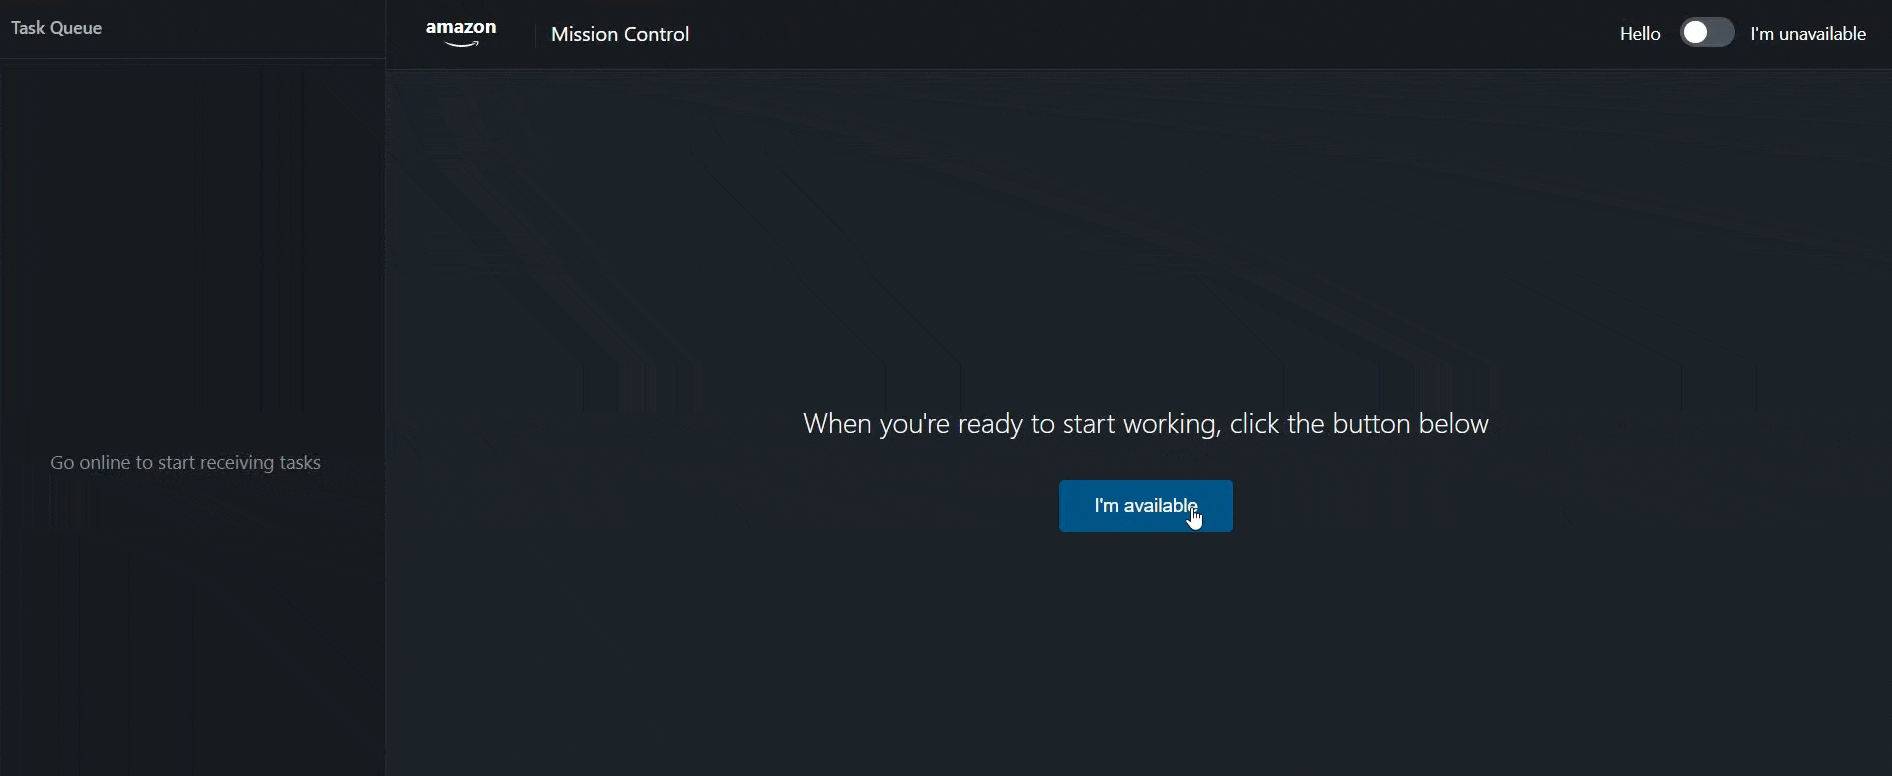 Task Queue
amazon
Mission Control
Hello
I'm unavailable
When you're ready to start working, click the button below
Go online to start receiving tasks
I'm available